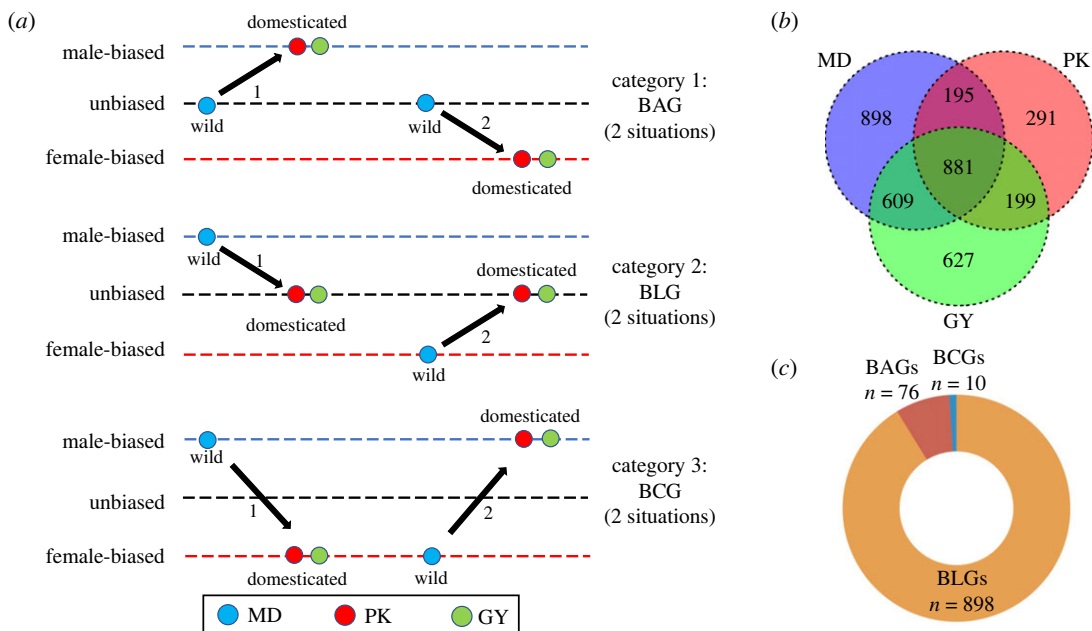 (a)
domesticated
male-biased
1
unbiased
wild
wild
2
female-biased
domesticated
category 1:
BAG
(2 situations)
male-biased
wild
1
domesticated
unbiased
domesticated
2
female-biased
wild
category 2:
BLG
(2 situations)
domesticated
male-biased
wild
unbiased
1
2
female-biased
domesticated
wild
category 3:
BCG
(2 situations)
MD PK GY
(b)
MD PK
195
898 291
881
609 199
627
GY
(c)
BAGs
n = 76
BCGs
n = 10
BLGs
n = 898